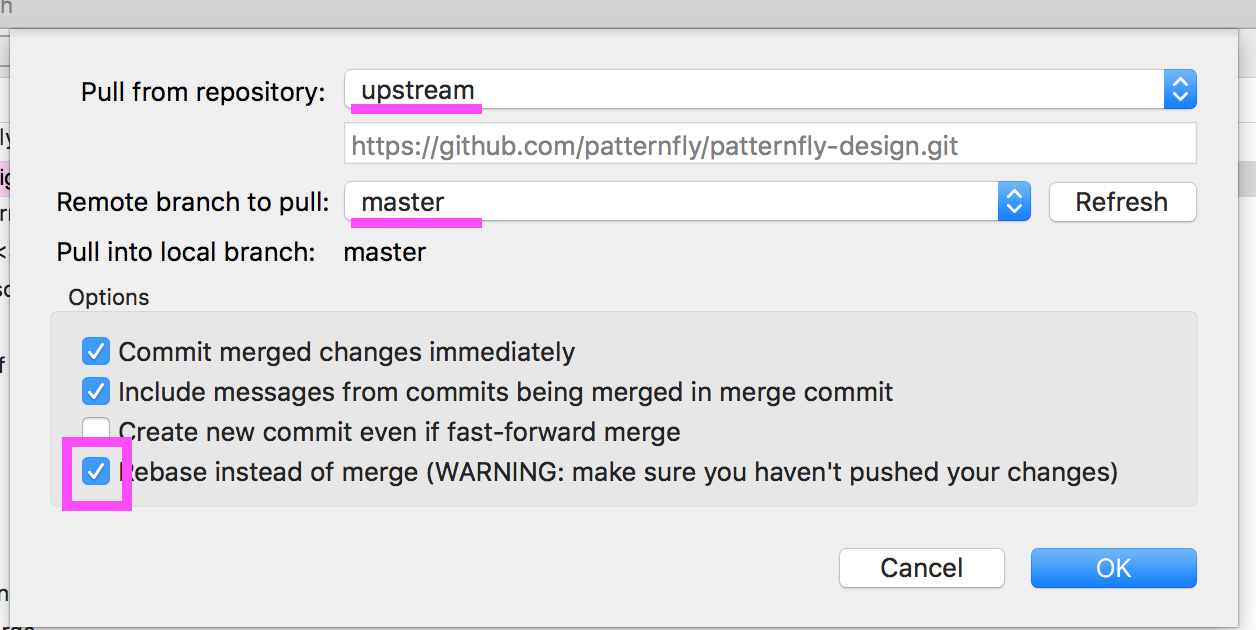 Pull from repository: upstream
https://github.com/patternfly/patternfly-design.git
Remote branch to pull: master Refresh
Pull into local branch: master
Options
Commit merged changes immediately
Include messages from commits being merged in merge commit
Create new commit even if fast-forward merge
Rebase instead of merge (WARNING: make sure you haven't pushed your changes)
Cancel OK